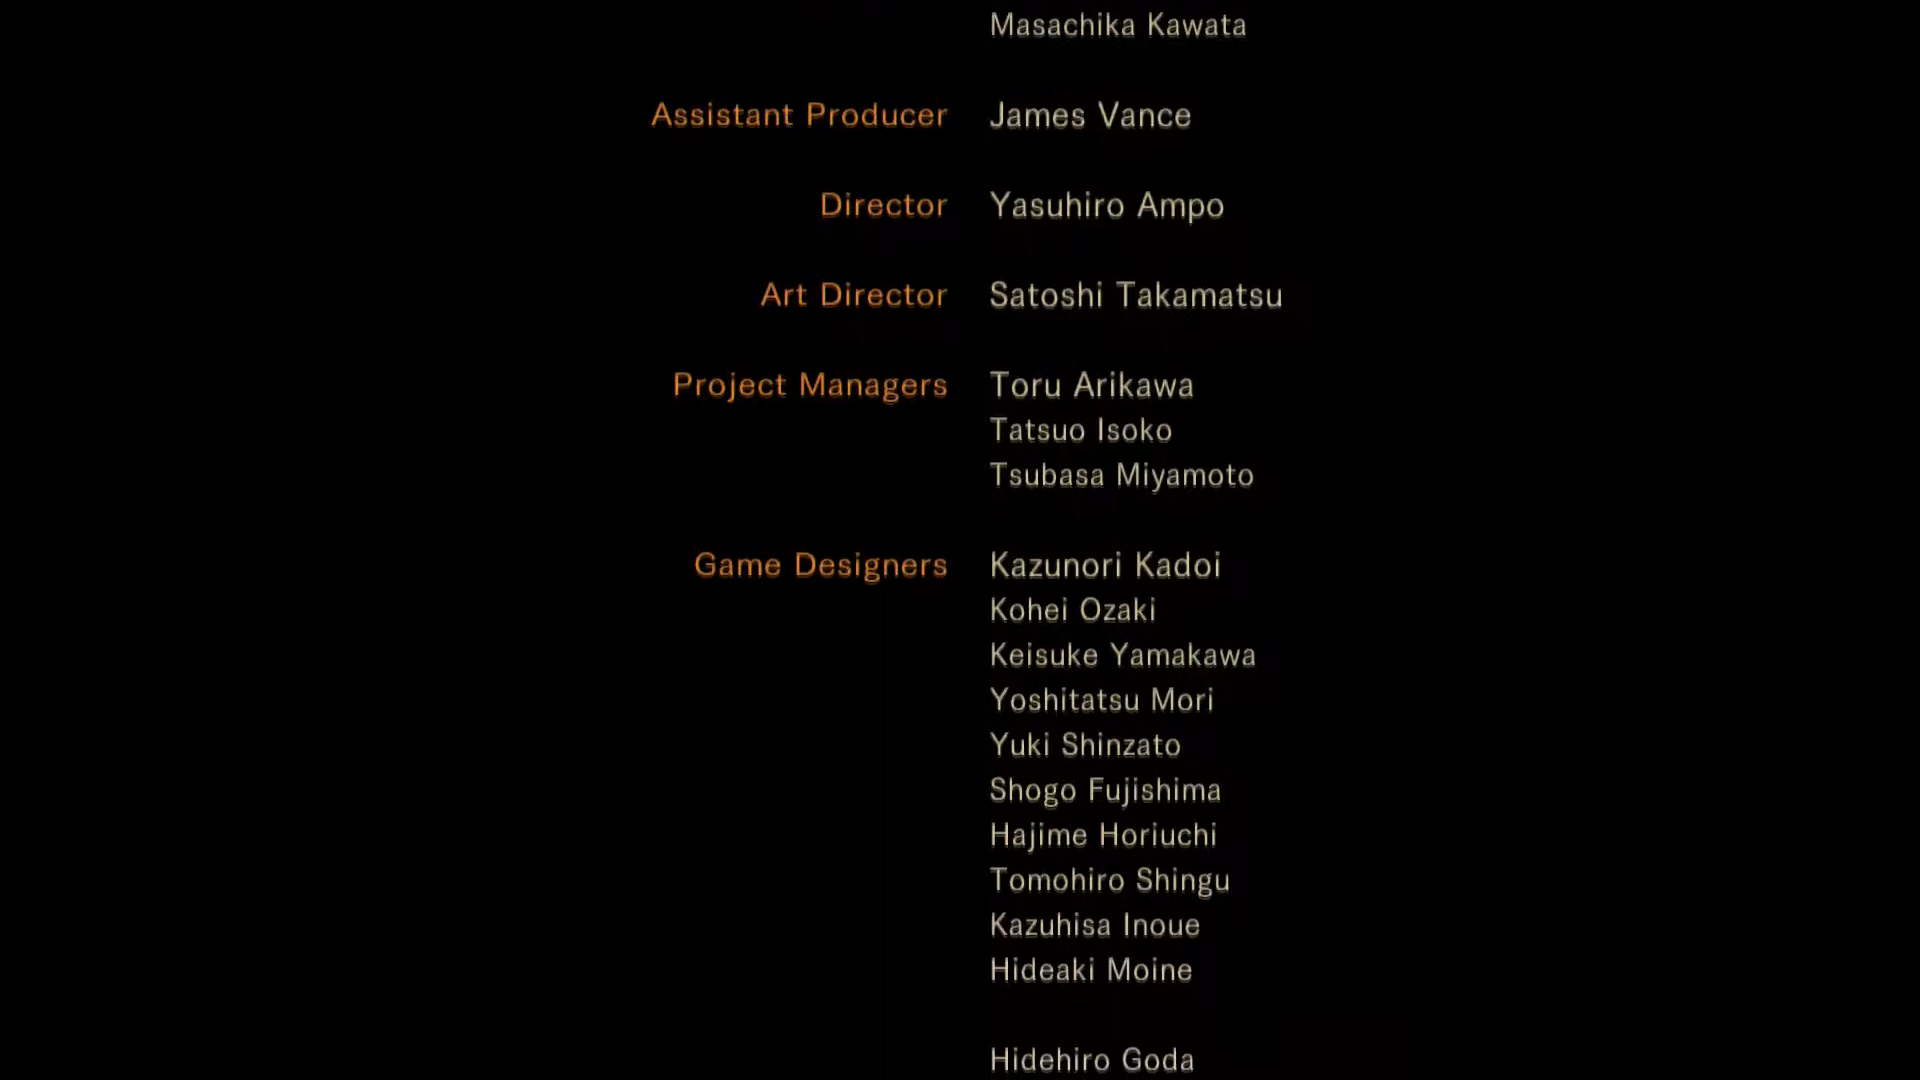 Masachika Kawata
Assistant Producer James Vance
Director Yasuhiro Ampo
Art Director Satoshi Takamatsu
Project Managers Toru Arikawa
Tatsuo Isoko
Tsubasa Miyamoto
Game Designers Kazunori Kadoi
Kohei Ozaki
Keisuke Yamakawa
Yoshitatsu Mori
Yuki Shinzato
Shogo Fujishima
Hajime Horiuchi
Tomohiro Shingu
Kazuhisa Inoue
Hideaki Moine
Hidehiro Goda